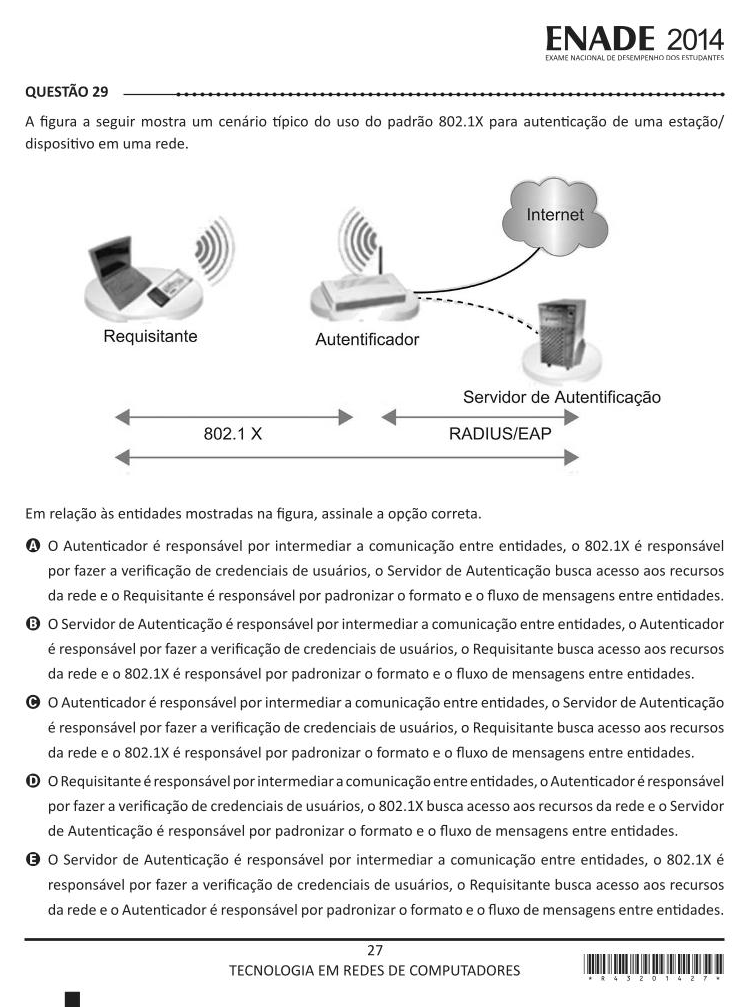 ENADE 2014
EXAME NACIONAL DE DESEMPENHO DOS ESTUDANTES
QUESTÃO 29
A figura a seguir mostra um cenário típico do uso do padrão 802.1X para autenticação de uma estação/
dispositivo em uma rede.
Internet
Requisitante
Autentificador
Servidor de Autentificação
802.1 X
RADIUS/EAP
Em relação às entidades mostradas na figura, assinale a opção correta.
A O Autenticador é responsável por intermediar a comunicação entre entidades, o 802.1X é responsável
por fazer a verificação de credenciais de usuários, o Servidor de Autenticação busca acesso aos recursos
da rede e o Requisitante é responsável por padronizar o formato e o fluxo de mensagens entre entidades.
B O Servidor de Autenticação é responsável por intermediar a comunicação entre entidades, o Autenticador
é responsável por fazer a verificação de credenciais de usuários, o Requisitante busca acesso aos recursos
da rede e o 802.1X é responsável por padronizar o formato e o fluxo de mensagens entre entidades.
C O Autenticador é responsável por intermediar a comunicação entre entidades, o Servidor de Autenticação
é responsável por fazer a verificação de credenciais de usuários, o Requisitante busca acesso aos recursos
da rede e o 802.1X é responsável por padronizar o formato e o fluxo de mensagens entre entidades.
D O Requisitante é responsável por intermediar a comunicação entre entidades, o Autenticador é responsável
por fazer a verificação de credenciais de usuários, o 802.1X busca acesso aos recursos da rede e o Servidor
de Autenticação é responsável por padronizar o formato e o fluxo de mensagens entre entidades.
E O Servidor de Autenticação é responsável por intermediar a comunicação entre entidades, o 802.1X é
responsável por fazer a verificação de credenciais de usuários, o Requisitante busca acesso aos recursos
da rede e o Autenticador é responsável por padronizar o formato e o fluxo de mensagens entre entidades.
27
TECNOLOGIA EM REDES DE COMPUTADORES
* R 4 3 2 0 1 4 2 7 *